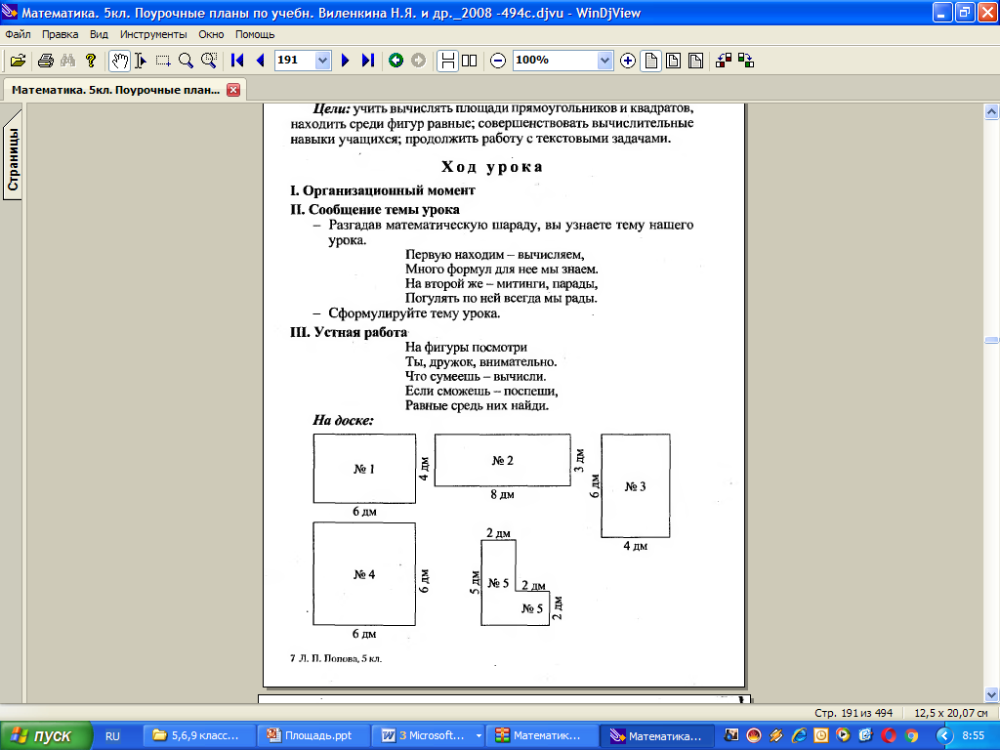 Математика. 5кл. Поурочные планы по учебн. Виленкина Н.Я. и др._2008 -494с.djvu - WinDjView
Файл Правка Вид Инструменты Окно Помощь
191 100%
Математика. 5кл. Поурочные план...
Страницы
Цели: учить вычислять площади прямоугольников и квадратов,
находить среди фигур равные; совершенствовать вычислительные
навыки учащихся; продолжить работу с текстовыми задачами.
Ход урока
I. Организационный момент
II. Сообщение темы урока
– Разгадав математическую шараду, вы узнаете тему нашего
урока.
Первую находим – вычисляем,
Много формул для нее мы знаем.
На второй же – митинги, парады,
Погулять по ней всегда мы рады.
– Сформулируйте тему урока.
III. Устная работа
На фигуры посмотри
Ты, дружок, внимательно.
Что сумеешь – вычисли.
Если сможешь – поспеши,
Равные средь них найди.
На доске:
№ 1
4 дм
6 дм
№ 2
3 дм
8 дм
№ 3
6 дм
4 дм
№ 4
6 дм
6 дм
2 дм
5 дм
№ 5
2 дм
№ 5
2 дм
7 Л. П. Попова, 5 кл.
Стр. 191 из 494 12,5 x 20,07 см
пуск RU 5,6,9 класс... Площадь.ppt 3 Microsoft... Математик... Математика... 8:55